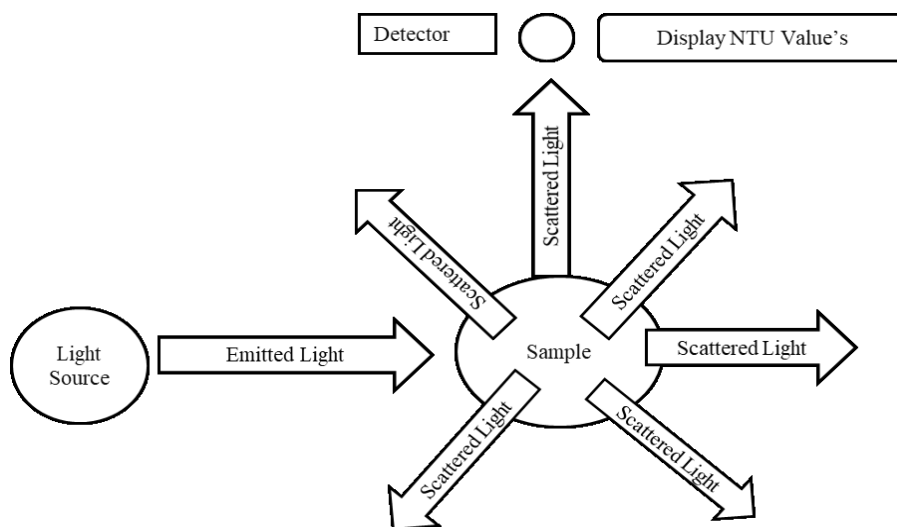 Detector
Display NTU Value's
Scattered Light
Scattered Light
Scattered Light
Light
Source
Emitted Light
Sample
Scattered Light
Scattered Light
Scattered Light